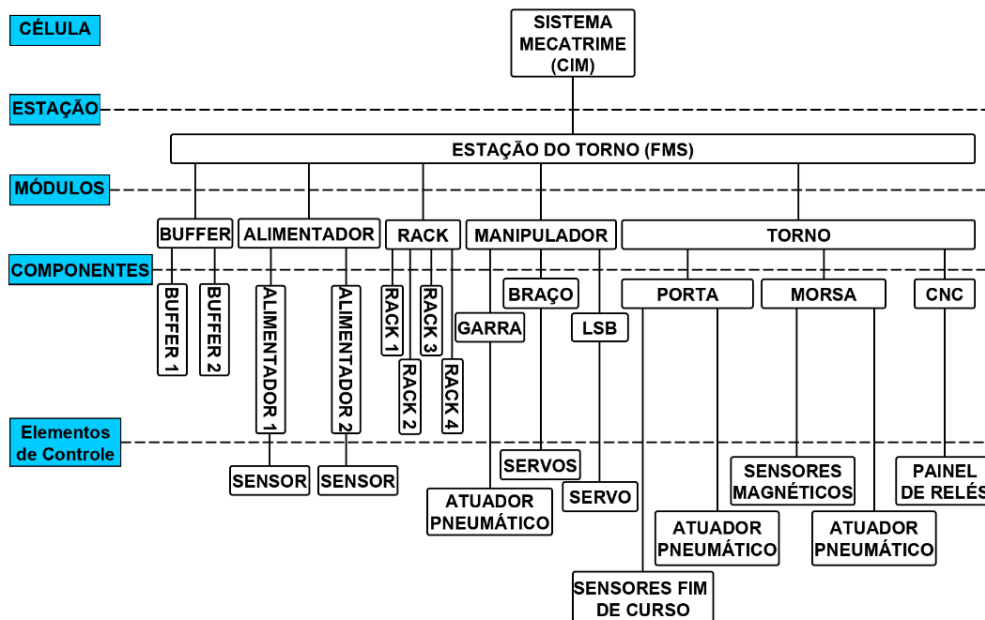 CÉLULA
SISTEMA
MECATRIME
(CIM)
ESTAÇÃO
ESTAÇÃO DO TORNO (FMS)
MÓDULOS
BUFFER
ALIMENTADOR
RACK
MANIPULADOR
TORNO
COMPONENTES
BUFFER 1
BUFFER 2
ALIMENTADOR 1
ALIMENTADOR 2
RACK 1
RACK 2
RACK 3
RACK 4
GARRA
BRAÇO
LSB
PORTA
MORSA
CNC
Elementos
de Controle
SENSOR
SENSOR
ATUADOR
PNEUMÁTICO
SERVOS
SERVO
SENSORES FIM
DE CURSO
ATUADOR
PNEUMÁTICO
SENSORES
MAGNÉTICOS
ATUADOR
PNEUMÁTICO
PAINEL
DE RELÉS